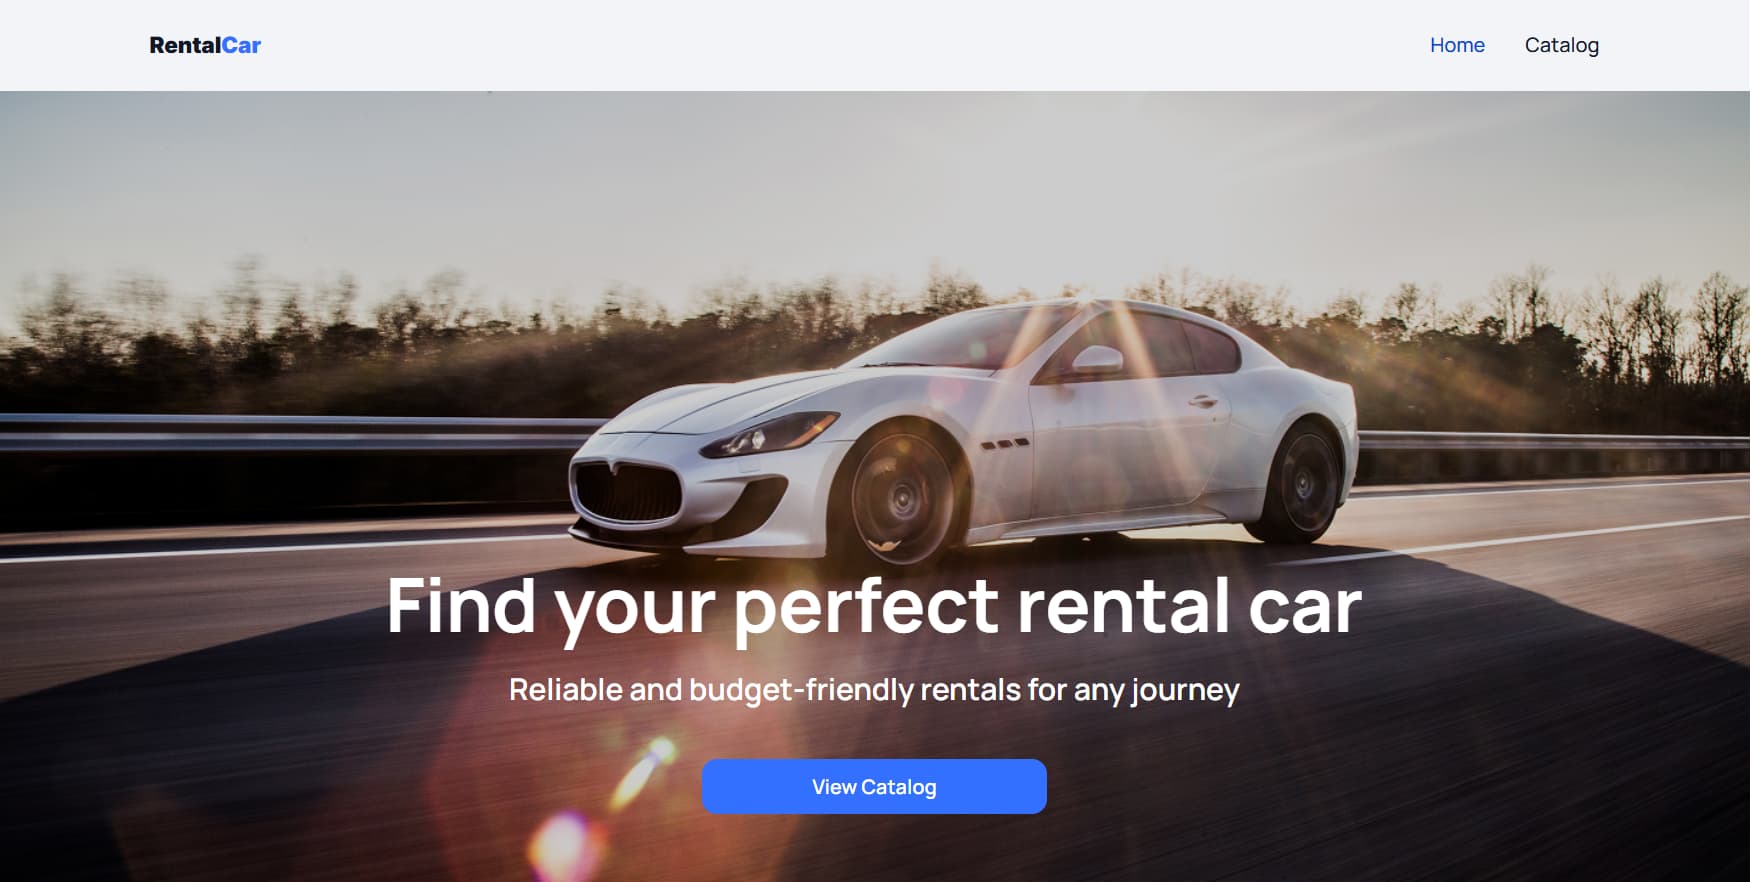 RentalCar
Home Catalog
Find your perfect rental car
Reliable and budget-friendly rentals for any journey
View Catalog